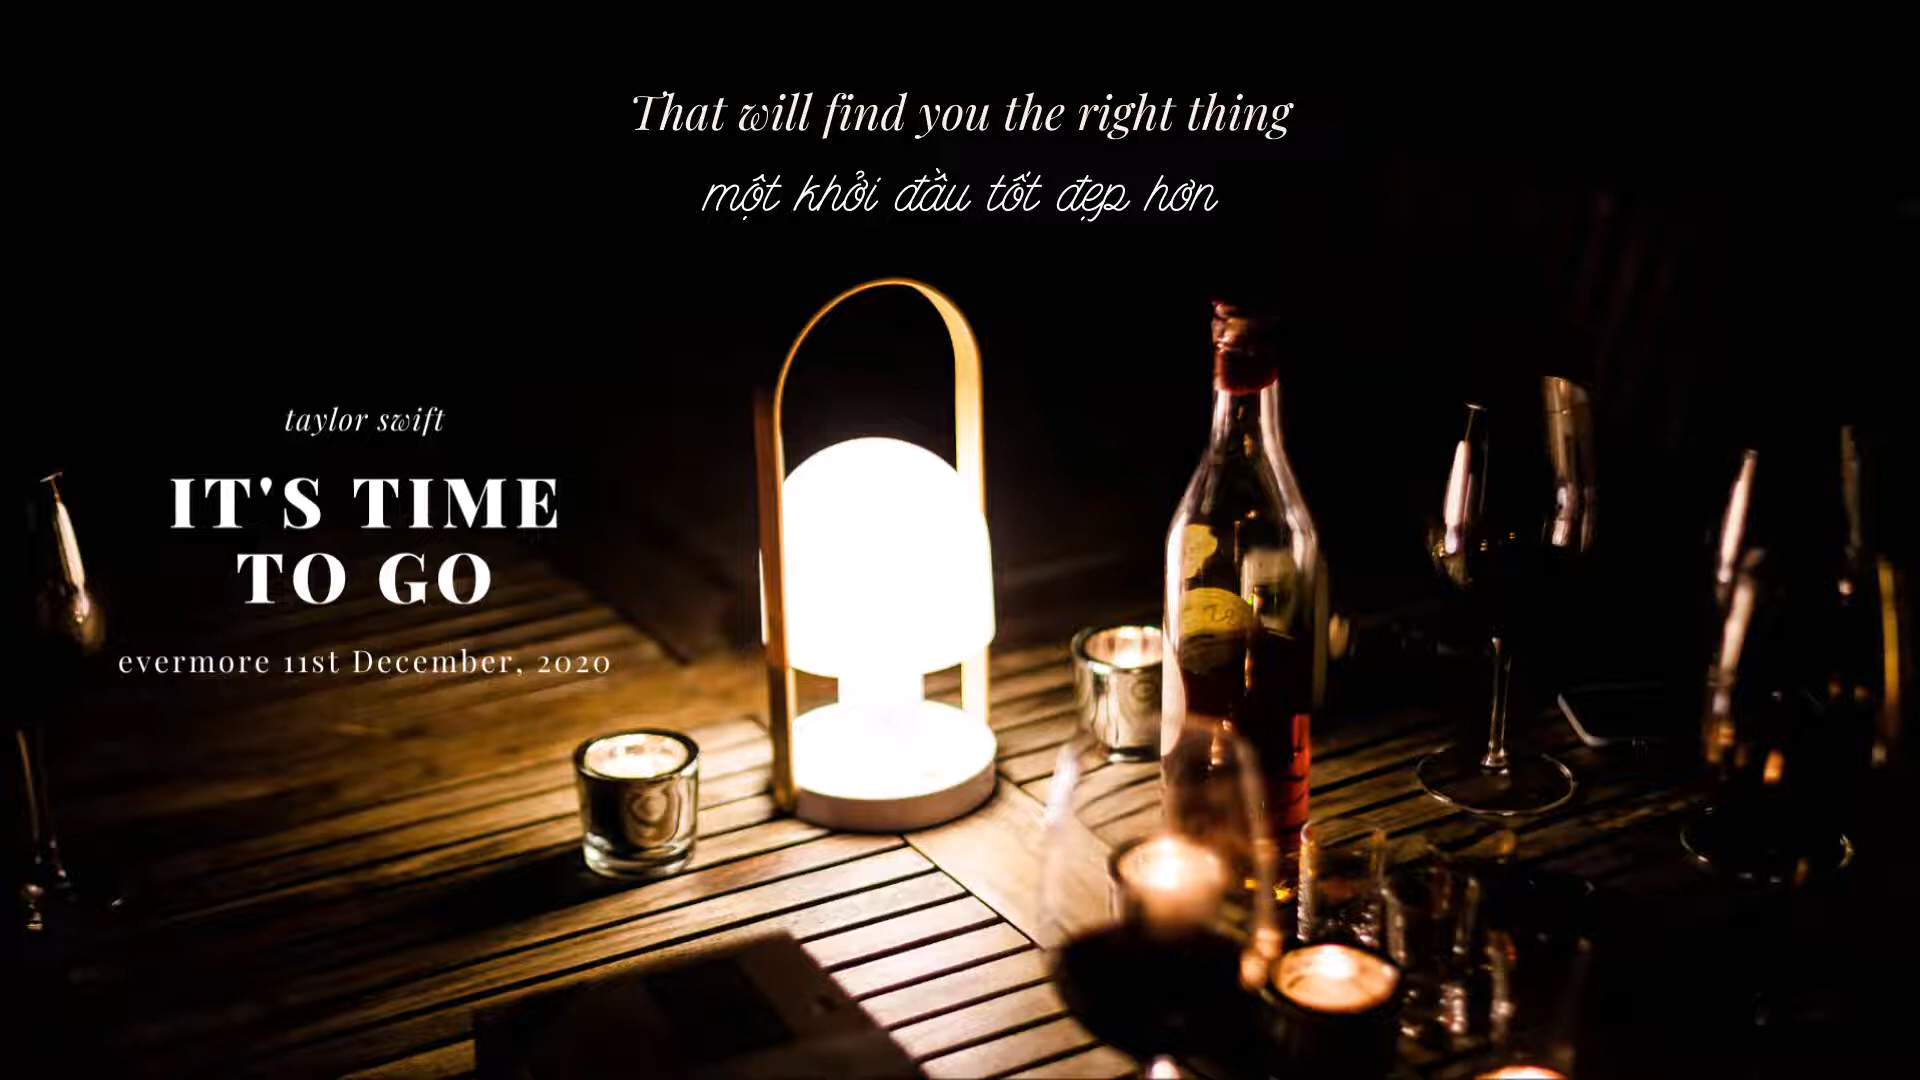 That will find you the right thing
một khởi đầu tốt đẹp hơn
taylor swift
IT'S TIME
TO GO
evermore 11st December, 2020